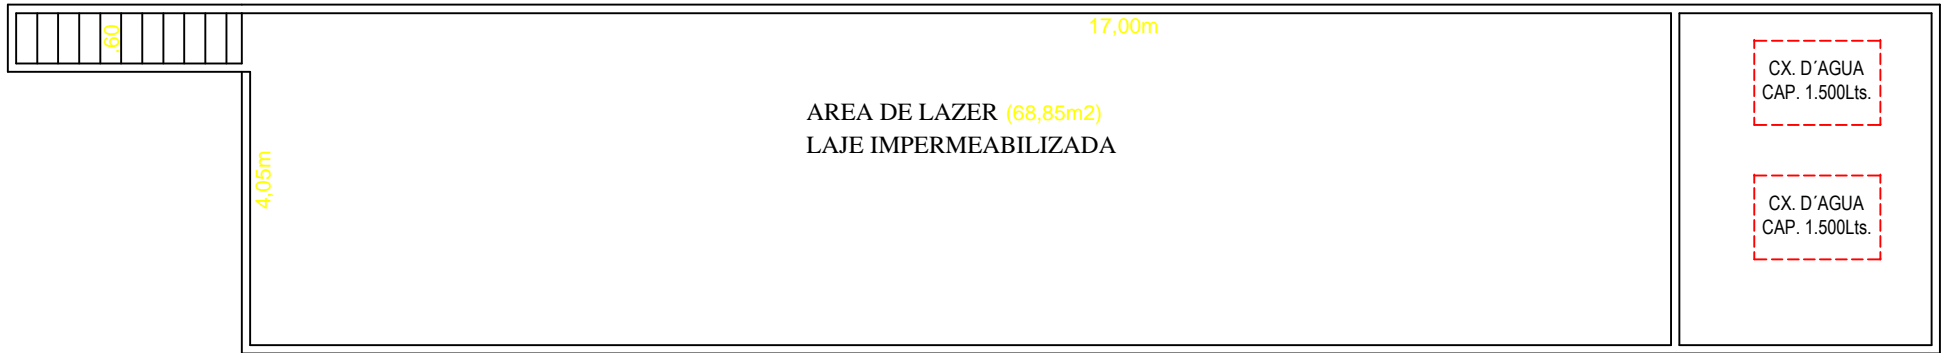 .60
17,00m
CX. D´AGUA
CAP. 1.500Lts.
AREA DE LAZER (68,85m2)
LAJE IMPERMEABILIZADA
4,05m
CX. D´AGUA
CAP. 1.500Lts.